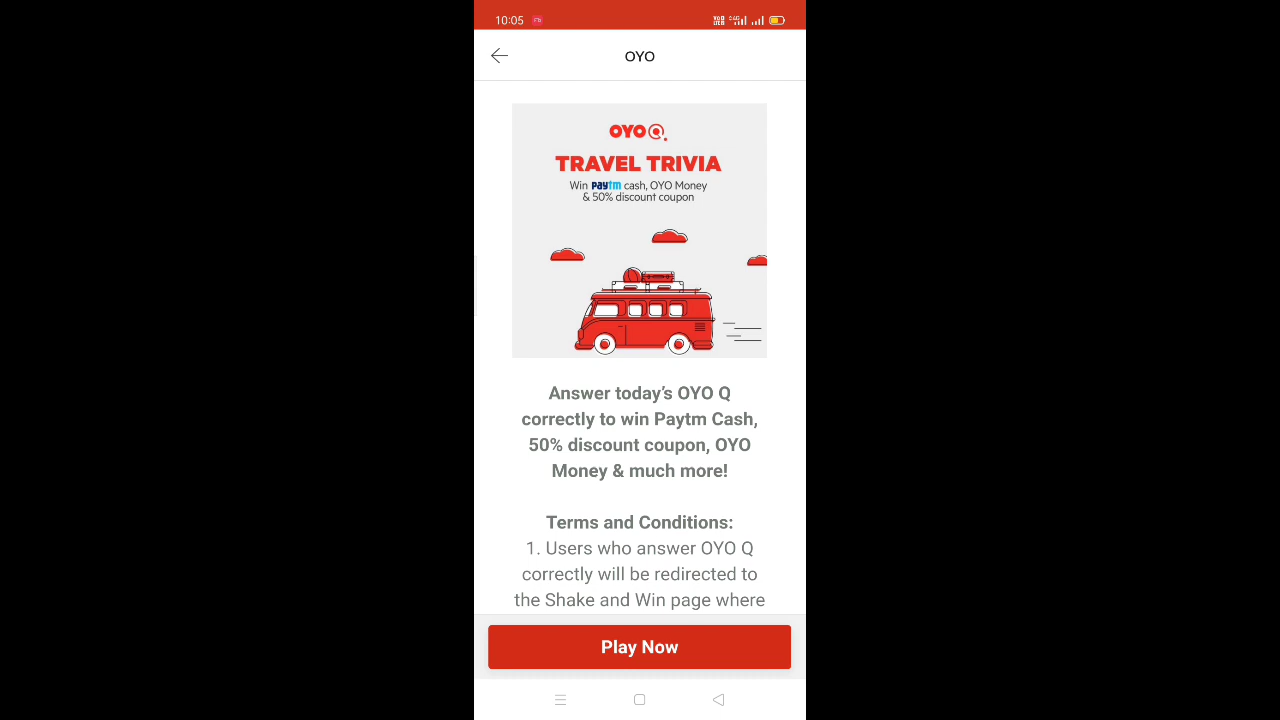 10:05
OYO
OYO Q.
TRAVEL TRIVIA
Win Paytm cash, OYO Money
& 50% discount coupon
Answer today’s OYO Q
correctly to win Paytm Cash,
50% discount coupon, OYO
Money & much more!
Terms and Conditions:
1. Users who answer OYO Q
correctly will be redirected to
the Shake and Win page where
Play Now